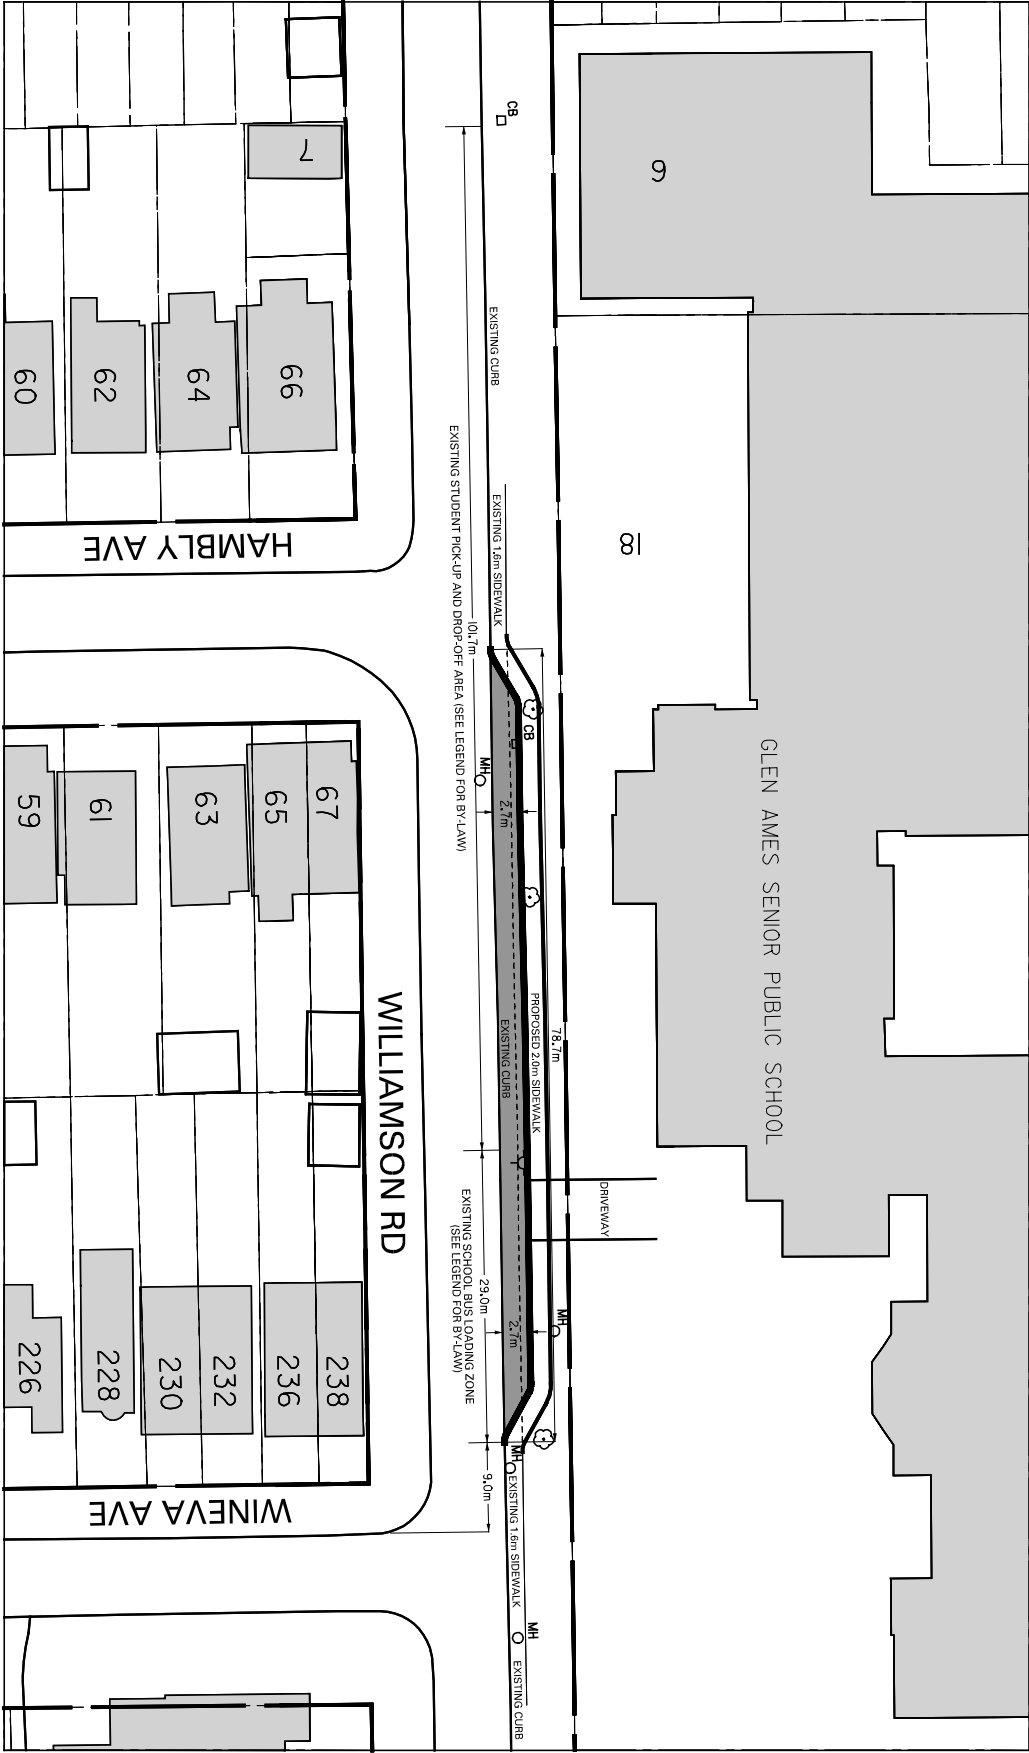 CB
7
6
EXISTING CURB
60
62
64
66
EXISTING STUDENT PICK-UP AND DROP-OFF AREA (SEE LEGEND FOR BY-LAW)
EXISTING 1.6m SIDEWALK
18
HAMBLY AVE
101.7m
CB
MH
2.7m
59
61
63
65
67
GLEN AMES SENIOR PUBLIC SCHOOL
WILLIAMSON RD
EXISTING CURB
PROPOSED 2.0m SIDEWALK
78.7m
DRIVEWAY
EXISTING SCHOOL BUS LOADING ZONE
(SEE LEGEND FOR BY-LAW)
29.0m
2.7m
MH
226
228
230
232
236
238
MH
9.0m
WINEVA AVE
EXISTING 1.6m SIDEWALK
MH
EXISTING CURB